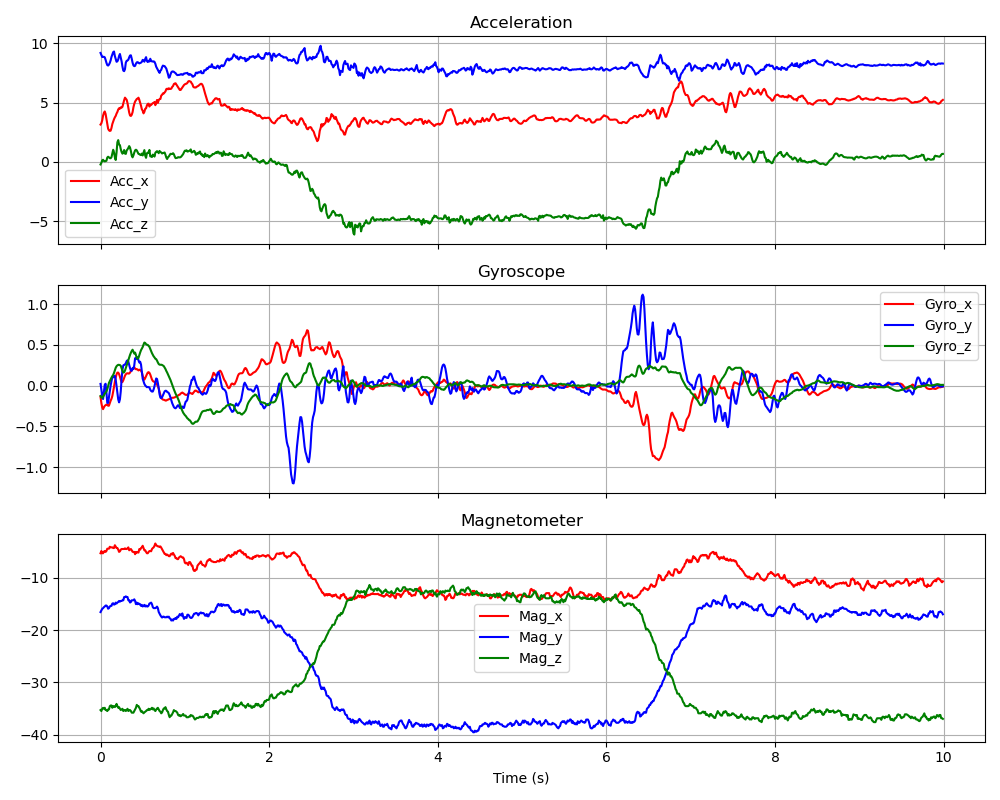 Acceleration
10
5
0
−5
Acc_x
Acc_y
Acc_z
Gyroscope
1.0
0.5
0.0
−0.5
−1.0
Gyro_x
Gyro_y
Gyro_z
Magnetometer
−10
−20
−30
−40
Mag_x
Mag_y
Mag_z
0 2 4 6 8 10
Time (s)